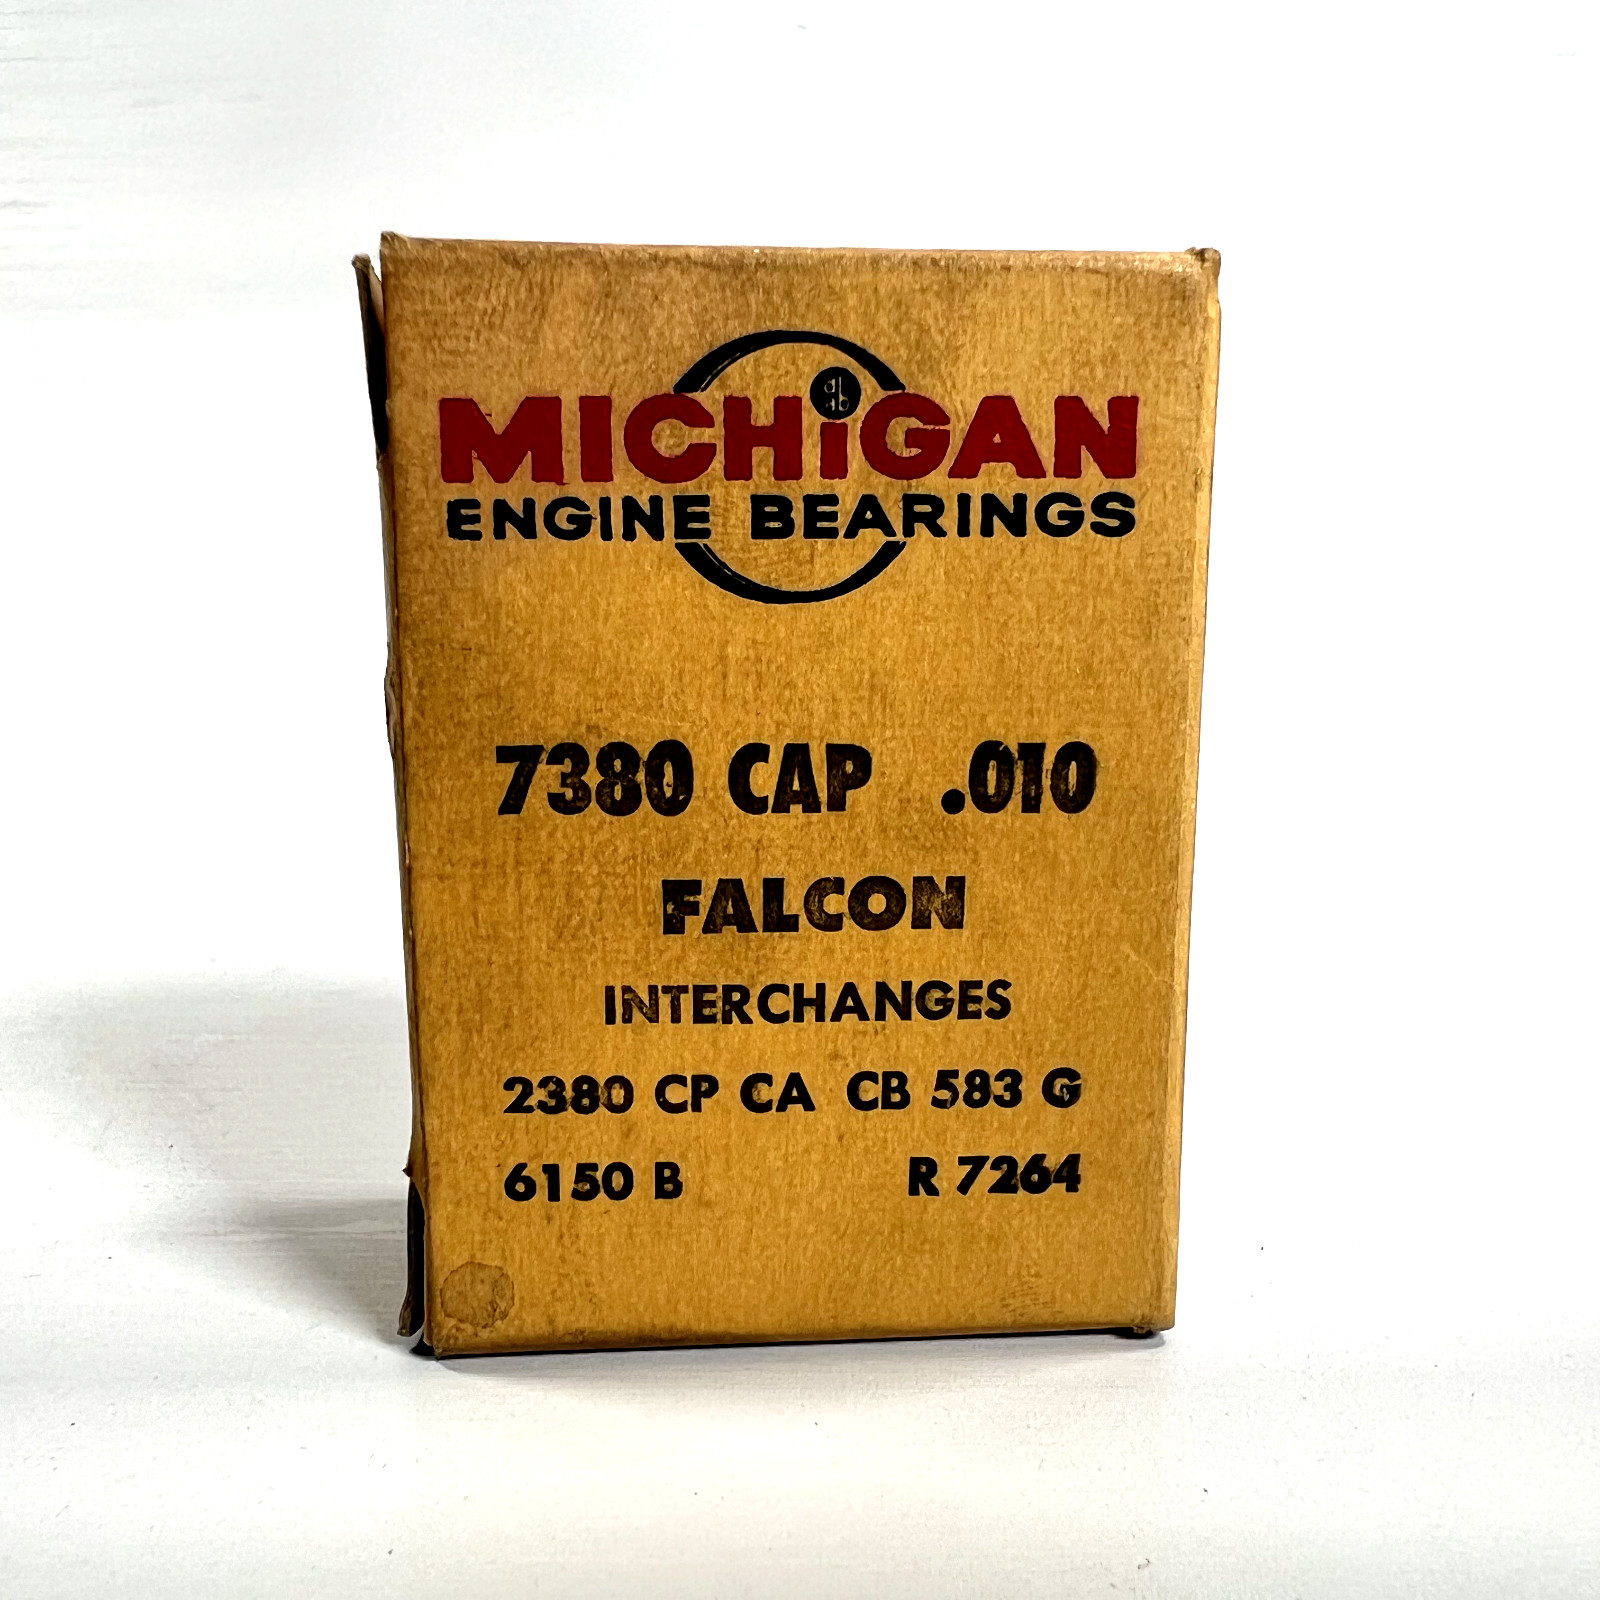 MICHiGAN
ENGINE BEARINGS
7380 CAP .010
FALCON
INTERCHANGES
2380 CP CA CB 583 G
6150 B R 7264